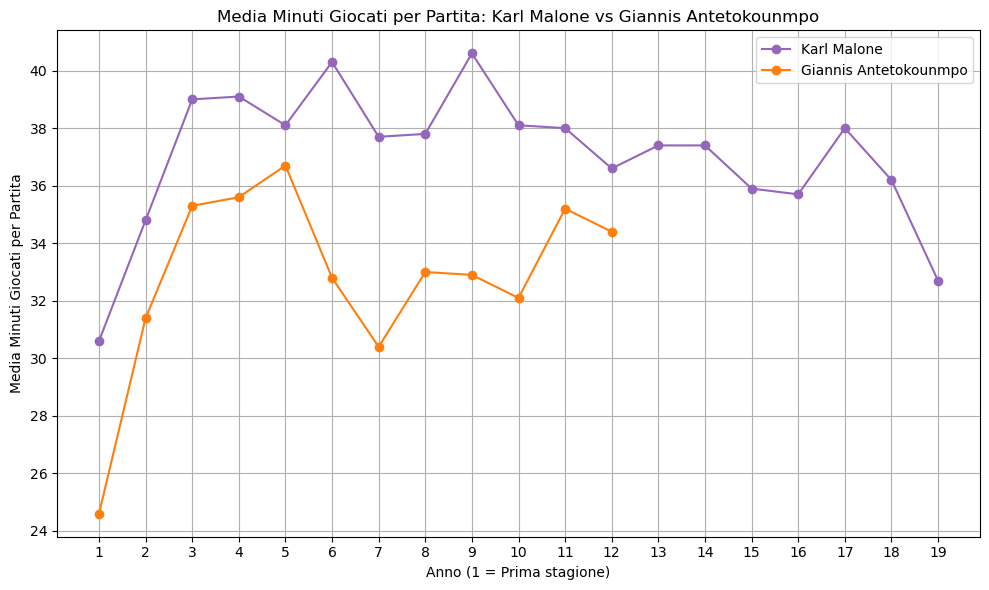 Media Minuti Giocati per Partita: Karl Malone vs Giannis Antetokounmpo
Karl Malone
Giannis Antetokounmpo
Media Minuti Giocati per Partita
40
38
36
34
32
30
28
26
24
1 2 3 4 5 6 7 8 9 10 11 12 13 14 15 16 17 18 19
Anno (1 = Prima stagione)